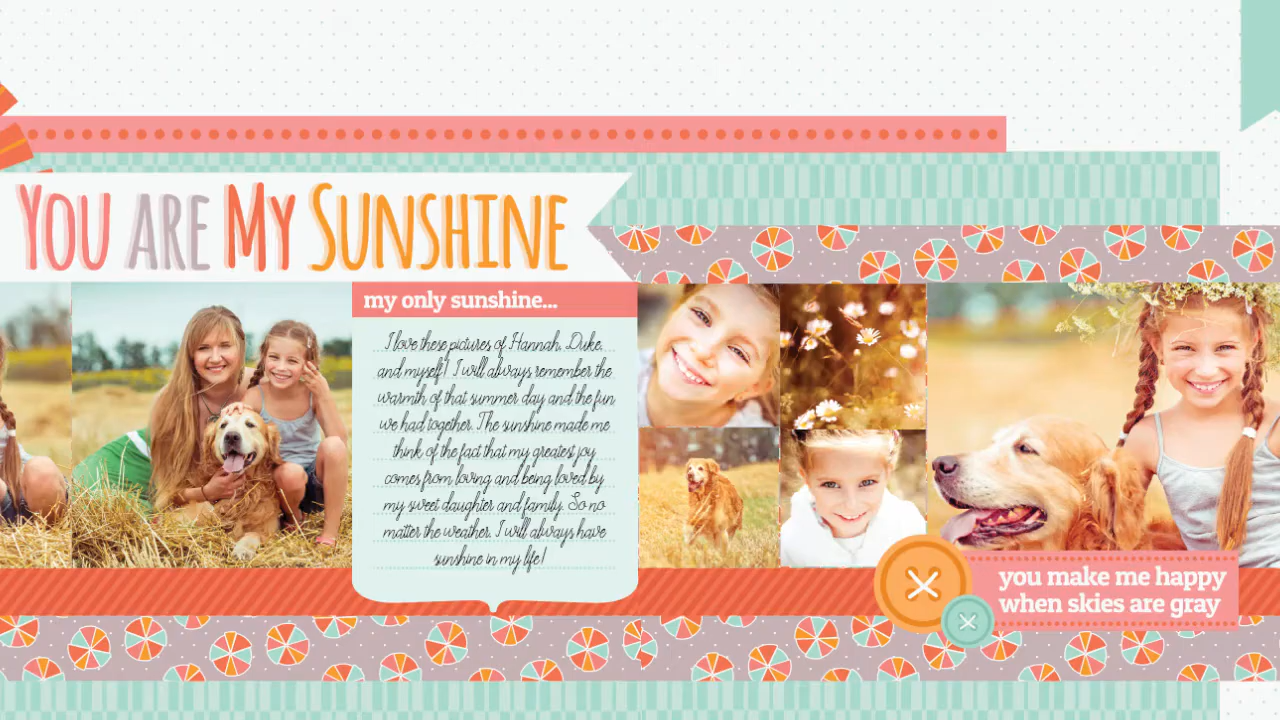 You are My Sunshine
my only sunshine...
I love these pictures of Hannah, Duke,
and myself! I will always remember the
warmth of that summer day and the fun
we had together. The sunshine made me
think of the fact that my greatest joy
comes from loving and being loved by
my sweet daughter and family. So no
matter the weather, I will always have
sunshine in my life!
you make me happy
when skies are gray